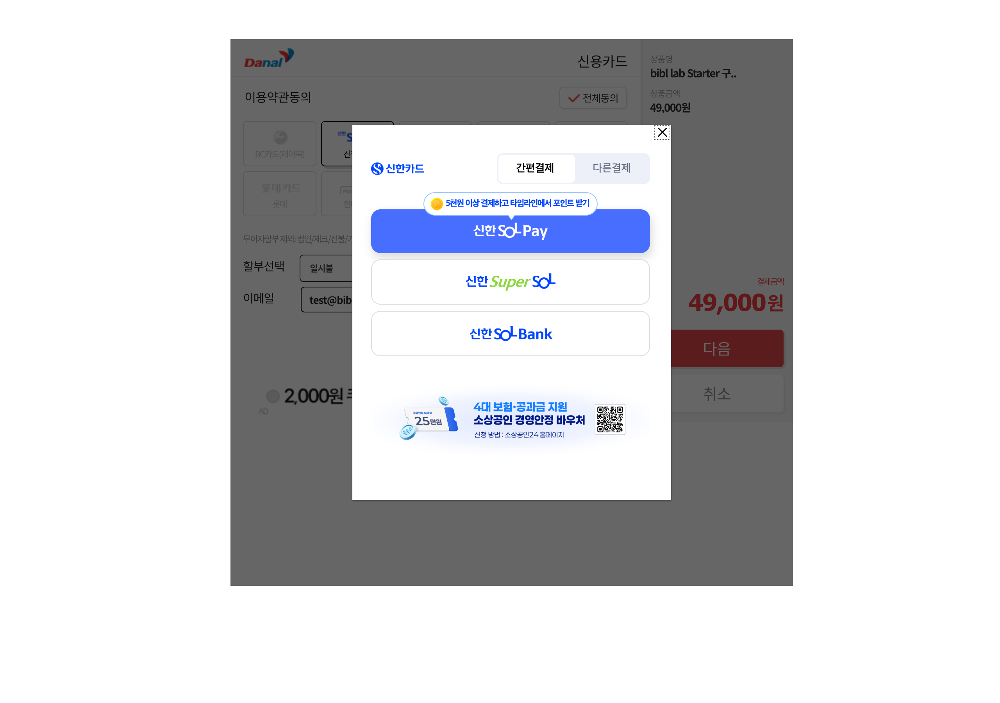 Danal
신용카드
이용약관동의
전체동의
상품명
bibl lab Starter 구..
상품금액
49,000원
BC카드(페이북)
롯데카드
롯데
무이자할부 제외: 법인/체크/선불/
할부선택
일시불
이메일
test@bib
2,000원
AD
결제금액
49,000원
다음
취소
신한카드
간편결제
다른결제
5천원 이상 결제하고 타임라인에서 포인트 받기
신한 SOL Pay
신한 Super SOL
신한 SOL Bank
경영안정 바우처
25만원
4대 보험·공과금 지원
소상공인 경영안정 바우처
신청 방법 : 소상공인24 홈페이지